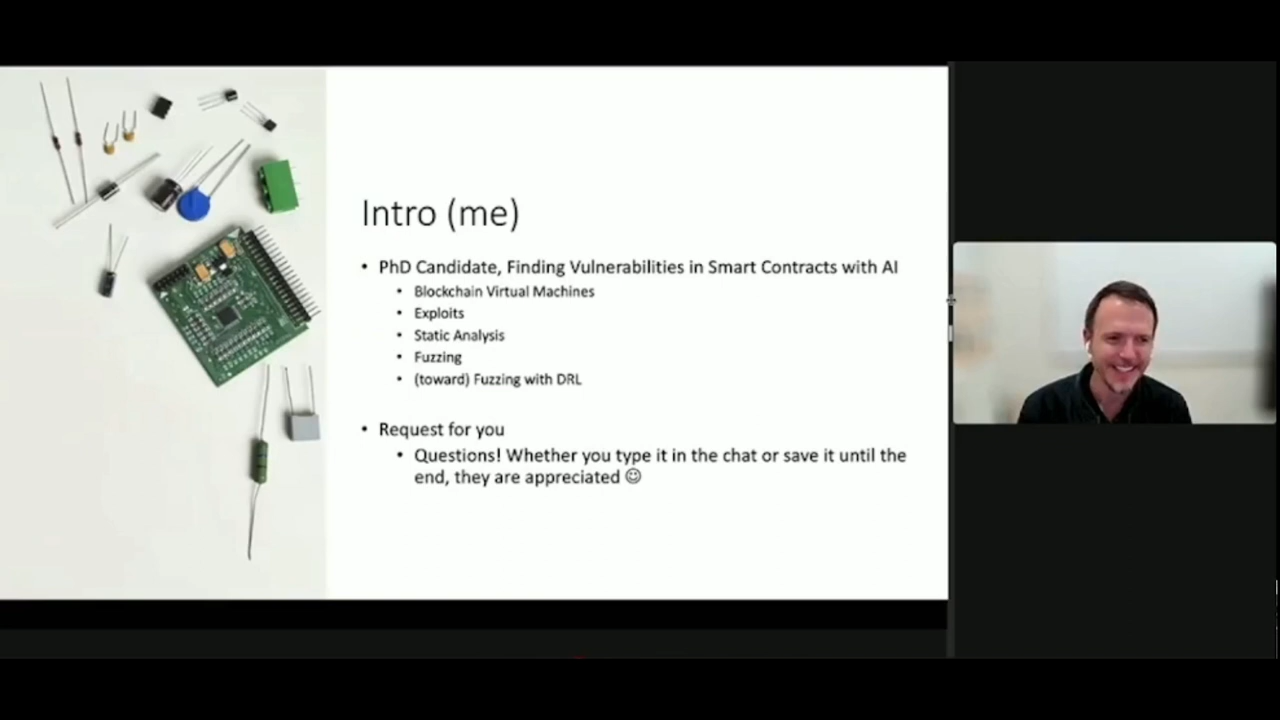 Intro (me)
• PhD Candidate, Finding Vulnerabilities in Smart Contracts with AI
• Blockchain Virtual Machines
• Exploits
• Static Analysis
• Fuzzing
• (toward) Fuzzing with DRL
• Request for you
• Questions! Whether you type it in the chat or save it until the
end, they are appreciated ☺